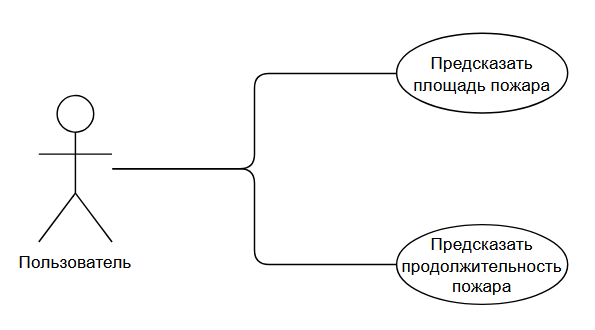 Предсказать
площадь пожара
Пользователь
Предсказать
продолжительность
пожара